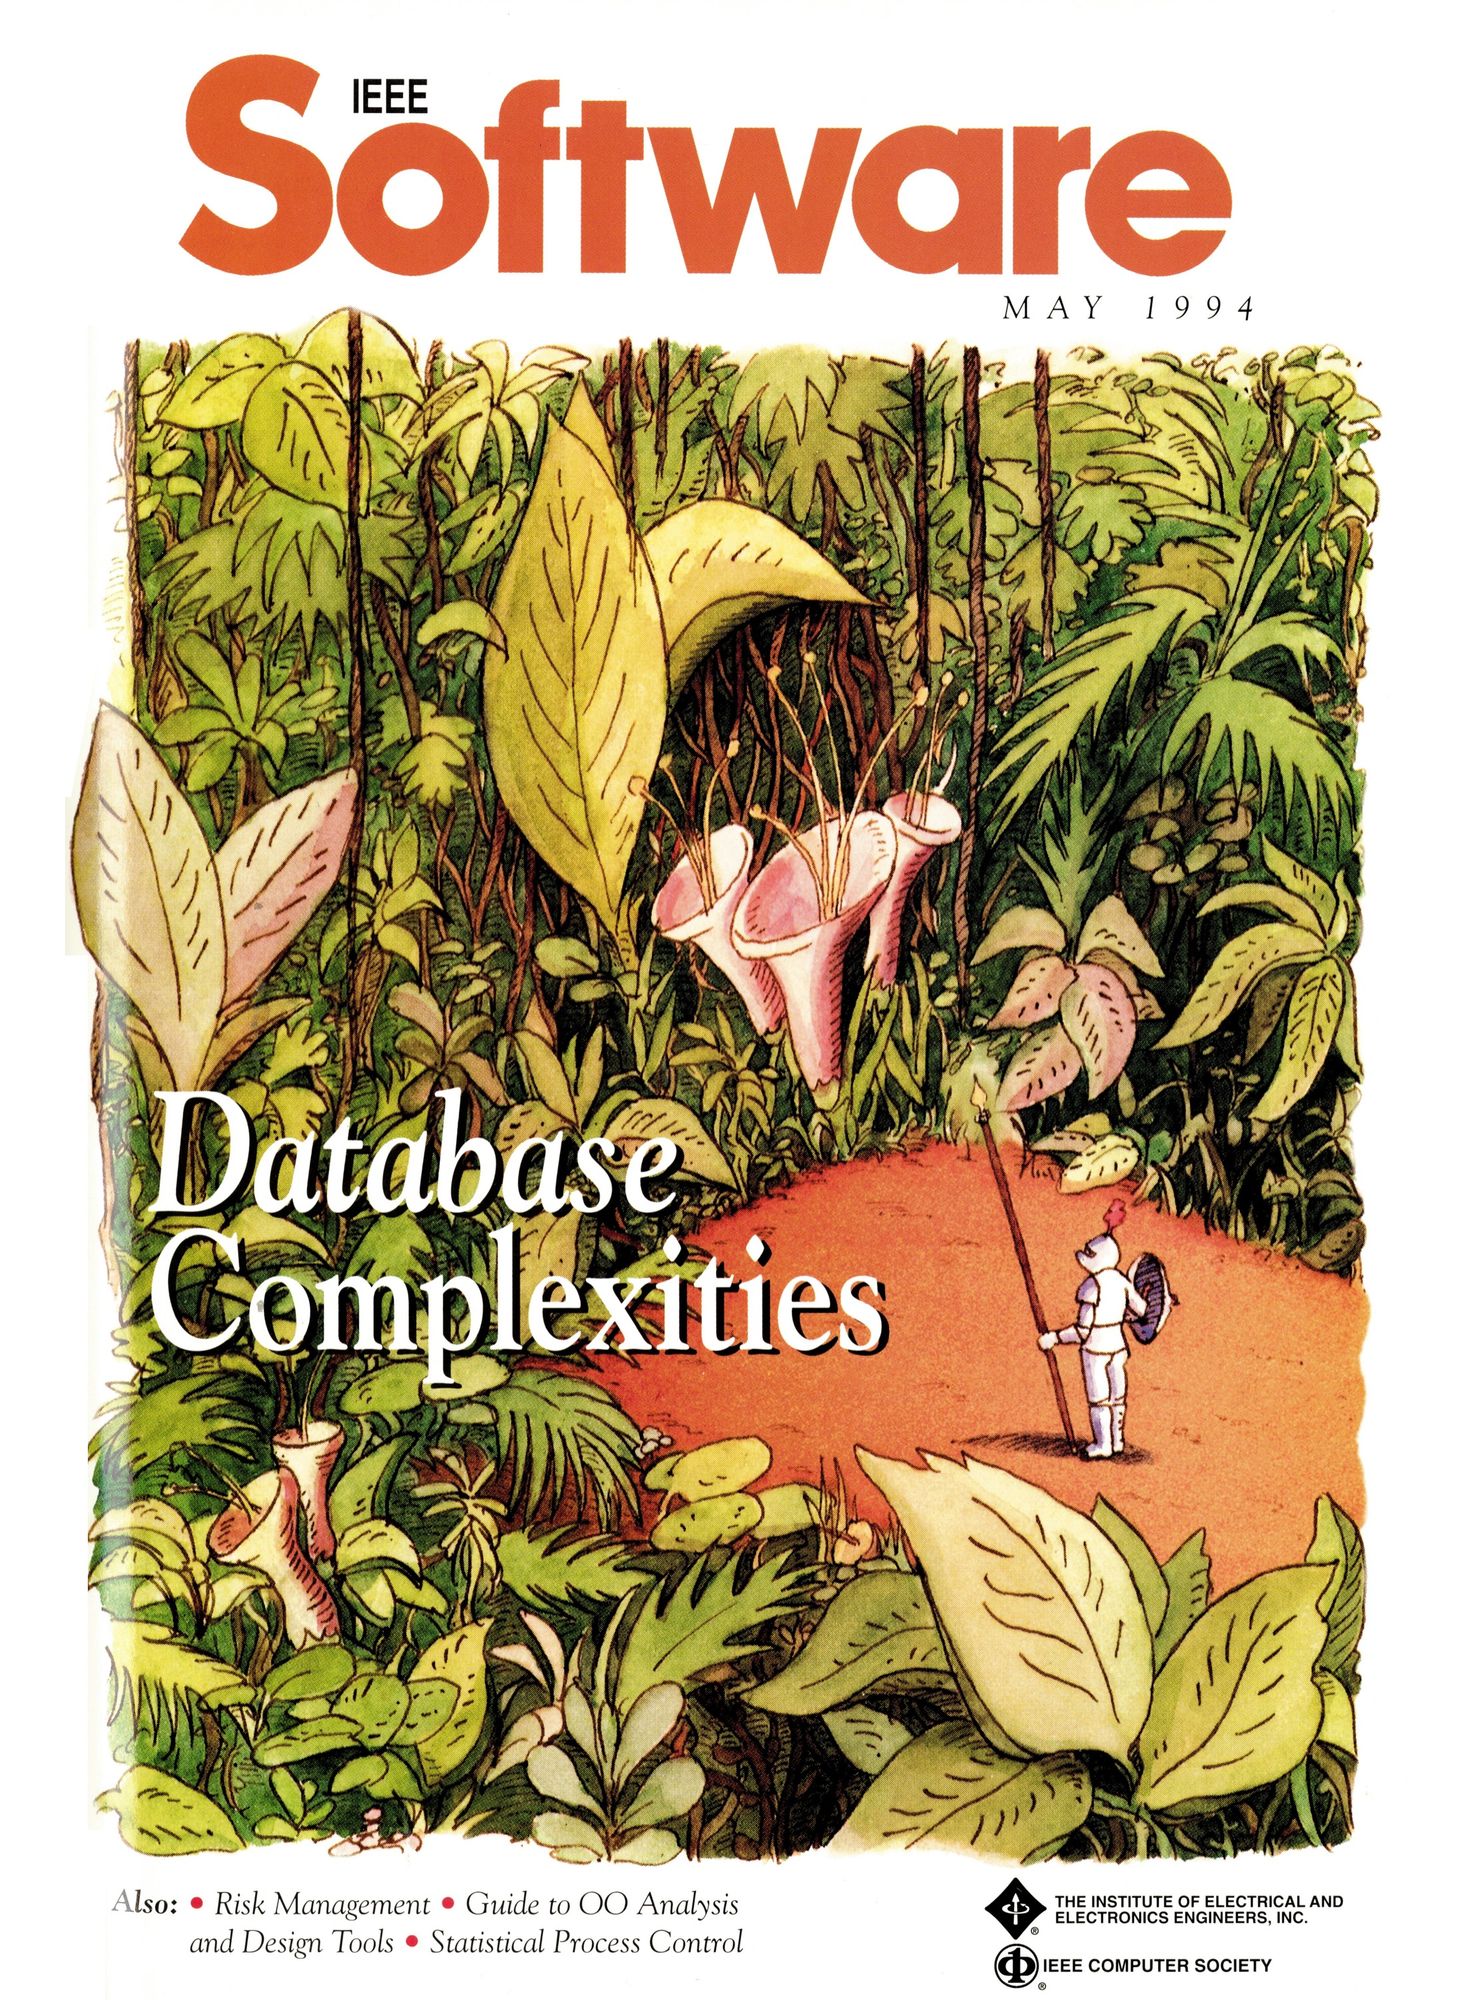 IEEE
Software
MAY 1994
Database
Complexities
Also: • Risk Management • Guide to OO Analysis
and Design Tools • Statistical Process Control
THE INSTITUTE OF ELECTRICAL AND
ELECTRONICS ENGINEERS, INC.
®
IEEE COMPUTER SOCIETY
®